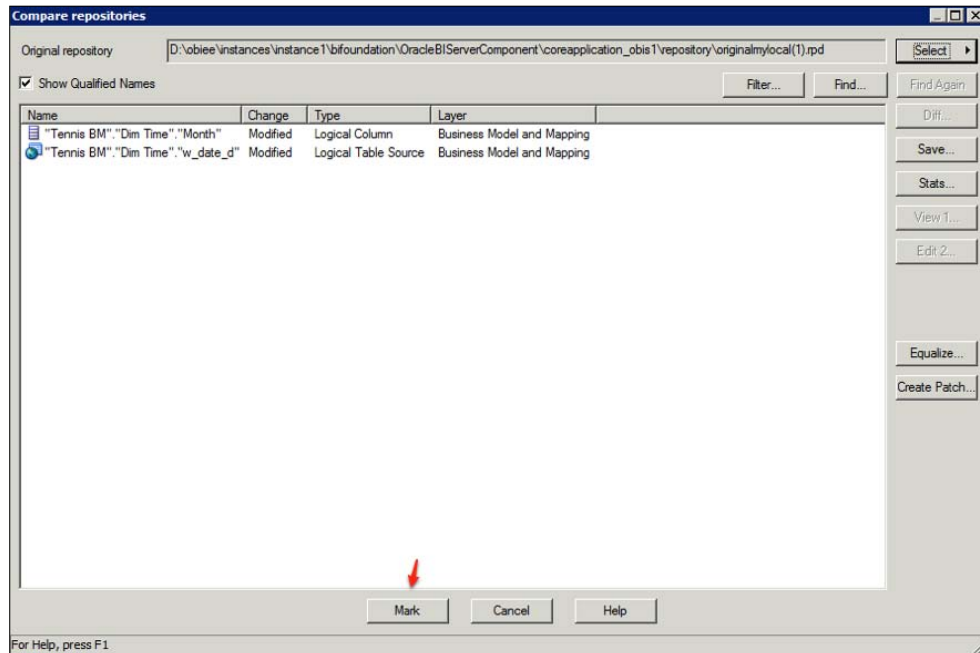 Compare repositories
Original repository D:\obiee\instances\instance1\bifoundation\OracleBIServerComponent\coreapplication_obis1\repository\originalmylocal(1).rpd Select
Show Qualified Names Filter... Find... Find Again
Name Change Type Layer Diff...
"Tennis BM"."Dim Time"."Month" Modified Logical Column Business Model and Mapping
"Tennis BM"."Dim Time"."w_date_d" Modified Logical Table Source Business Model and Mapping Save...
Stats...
View 1...
Edit 2...
Equalize...
Create Patch...
Mark Cancel Help
For Help, press F1